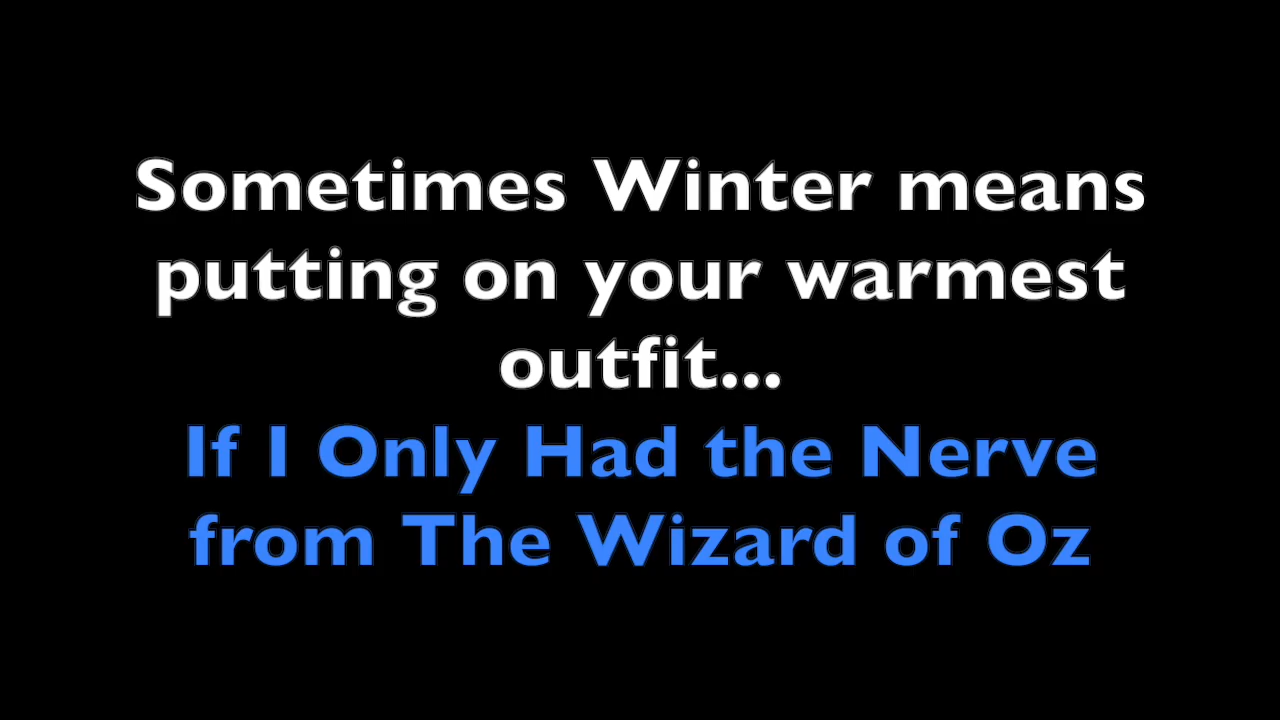 Sometimes Winter means
putting on your warmest
outfit...
If I Only Had the Nerve
from The Wizard of Oz